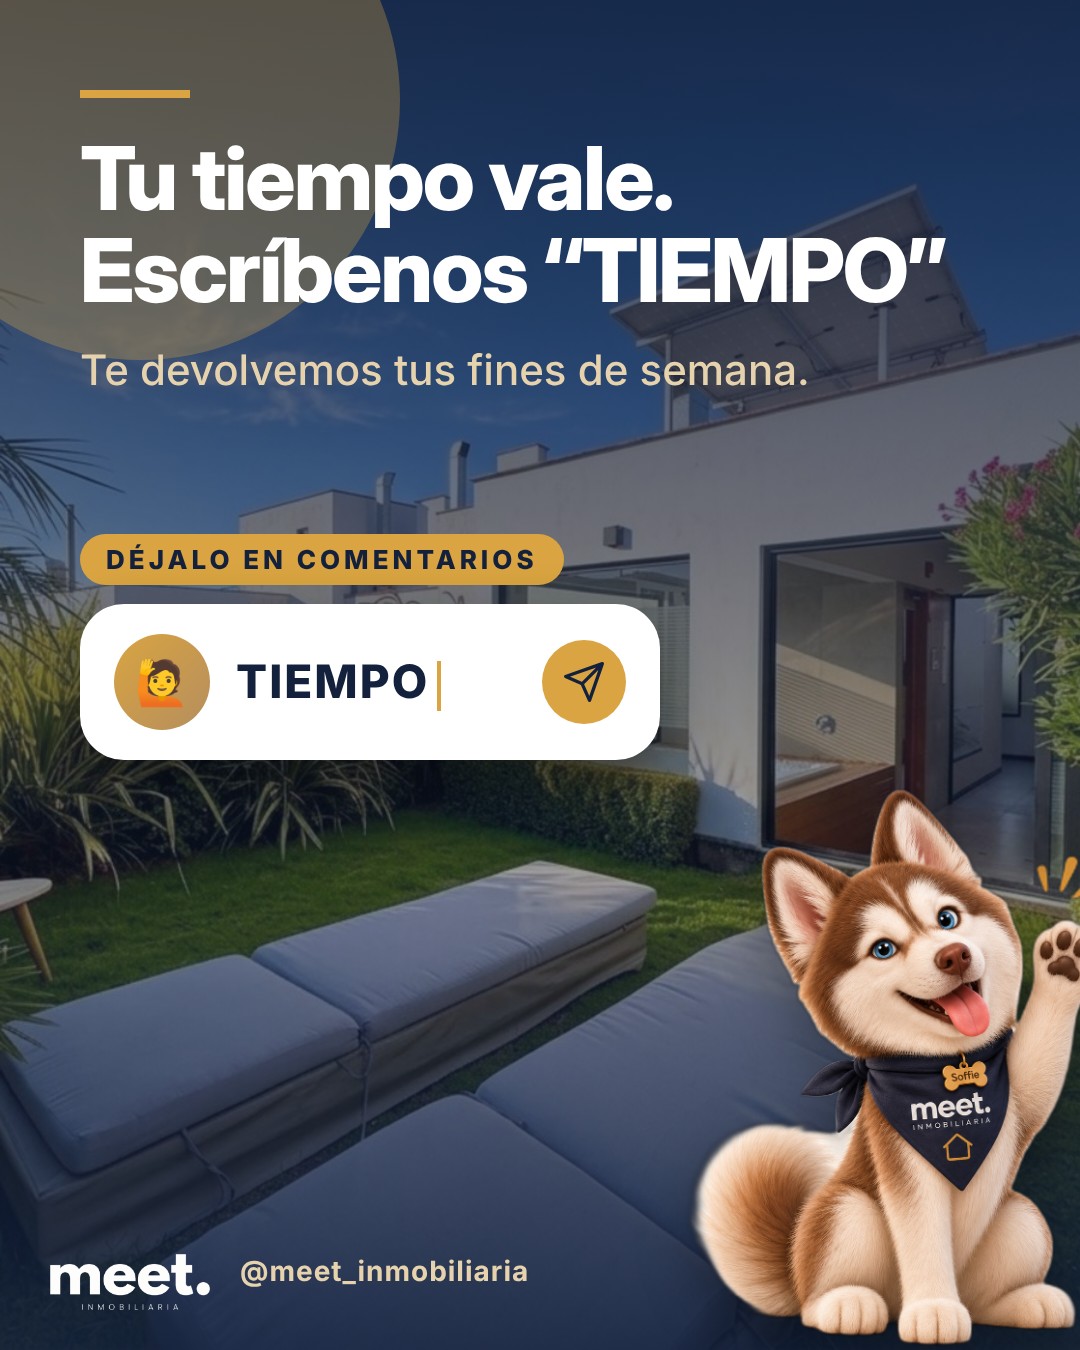 Tu tiempo vale.
Escríbenos “TIEMPO”
Te devolvemos tus fines de semana.
DÉJALO EN COMENTARIOS
TIEMPO
Soffie
meet.
INMOBILIARIA
meet.
INMOBILIARIA
@meet_inmobiliaria